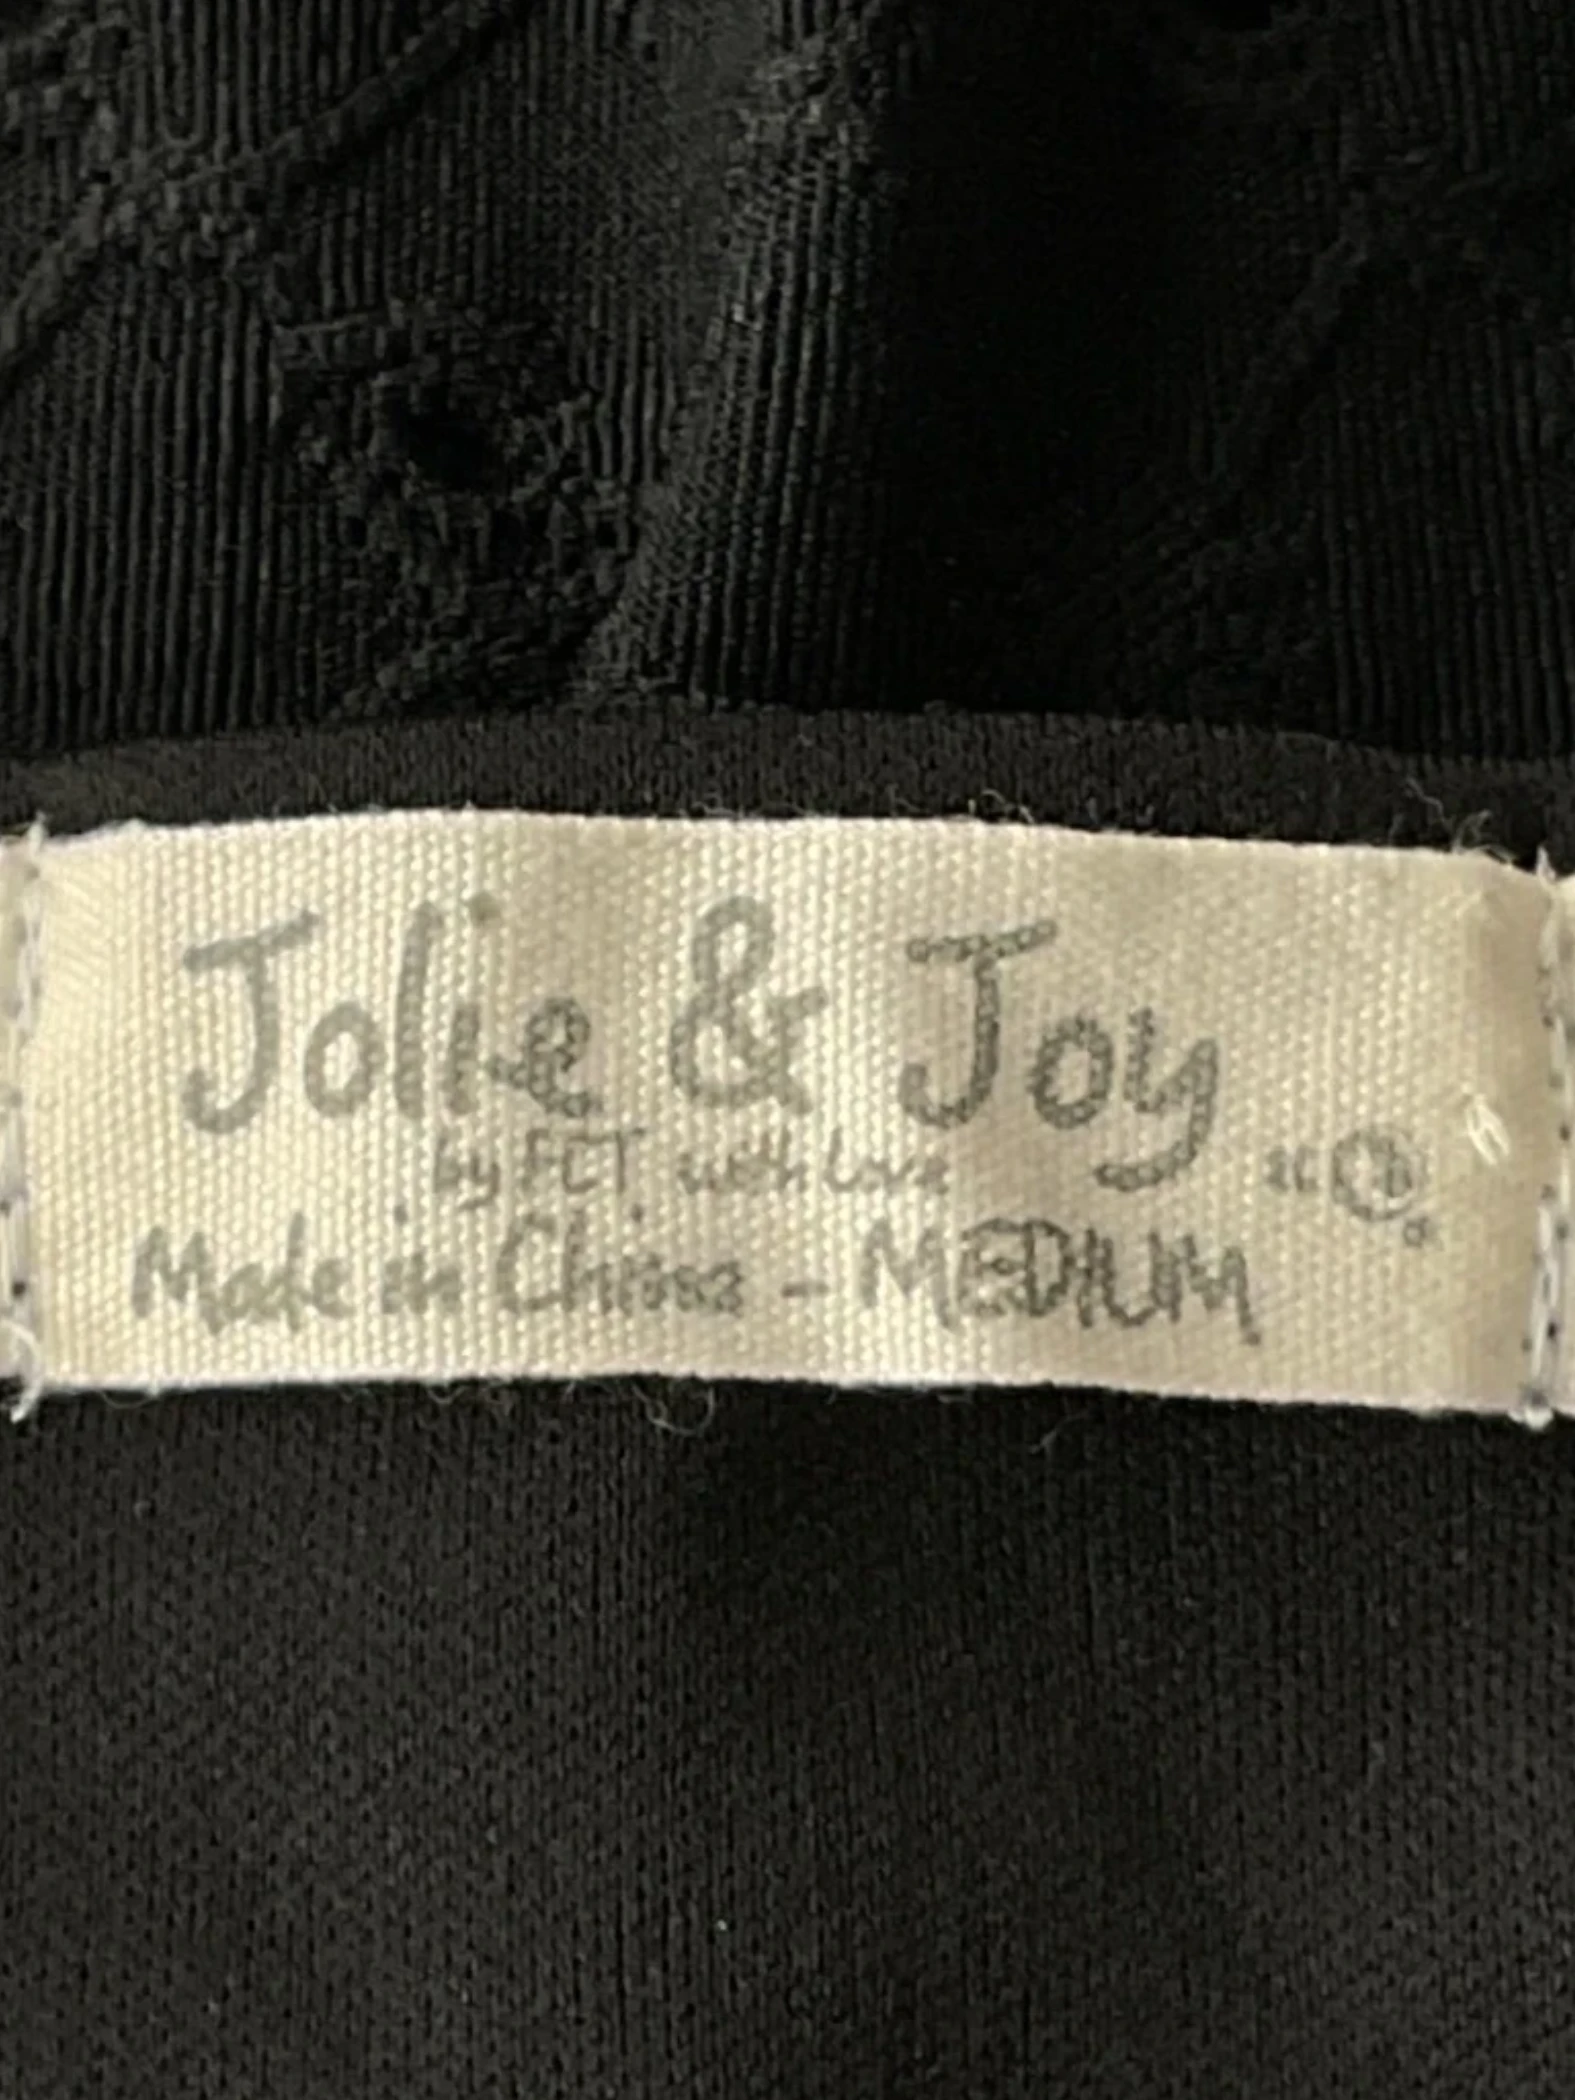 Jolie & Joy
by FCT with Love
Made in China - MEDIUM